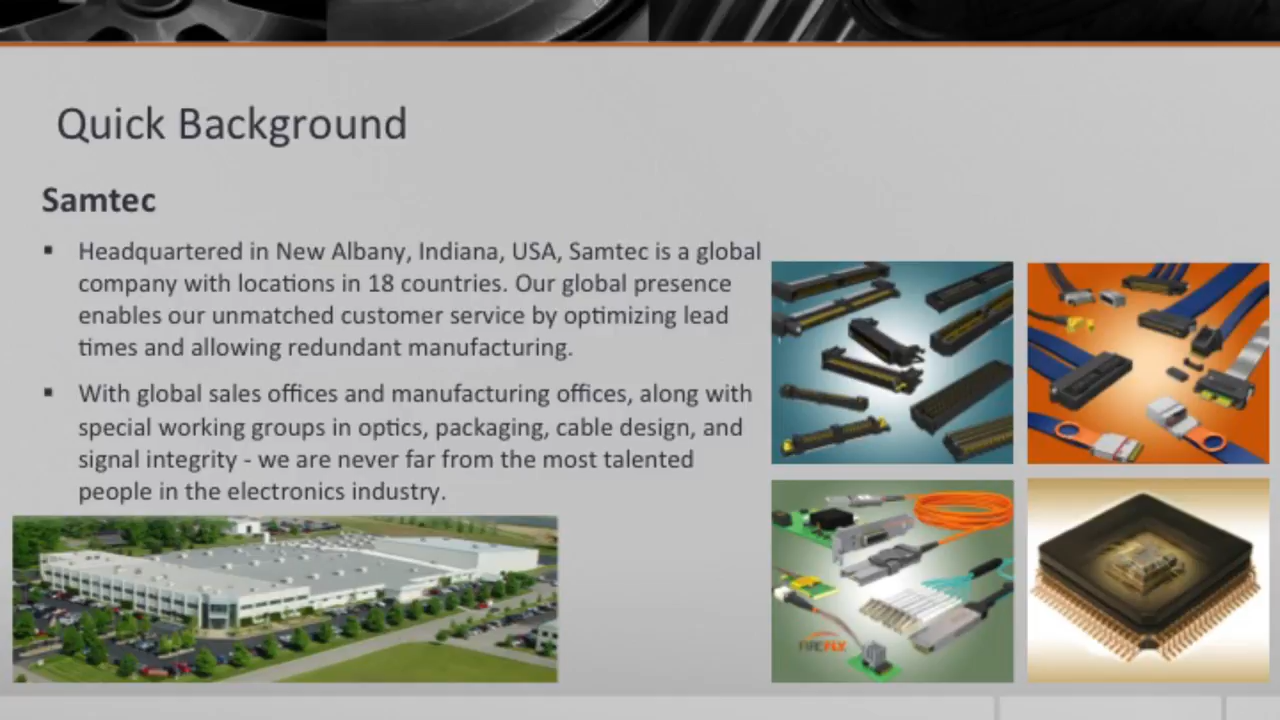 Quick Background
Samtec
▪ Headquartered in New Albany, Indiana, USA, Samtec is a global
company with locations in 18 countries. Our global presence
enables our unmatched customer service by optimizing lead
times and allowing redundant manufacturing.
▪ With global sales offices and manufacturing offices, along with
special working groups in optics, packaging, cable design, and
signal integrity - we are never far from the most talented
people in the electronics industry.
FIREFLY